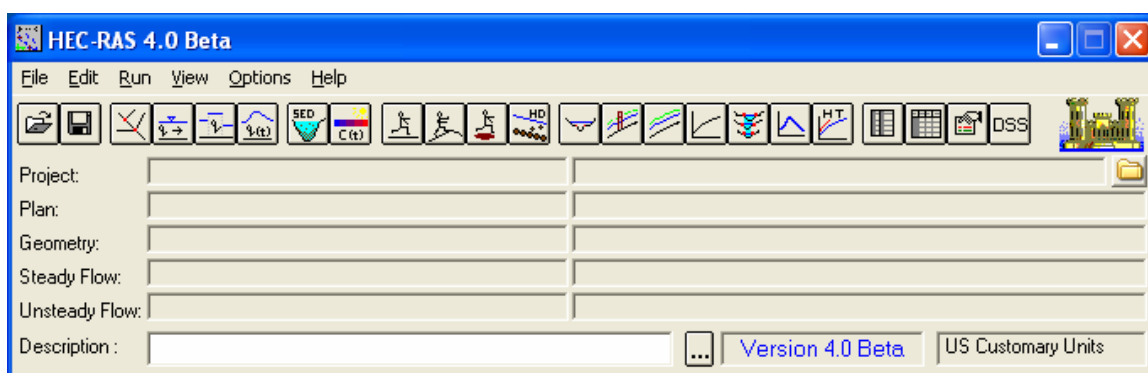 HEC-RAS 4.0 Beta
File Edit Run View Options Help
SED C(t) HD HT DSS
Project:
Plan:
Geometry:
Steady Flow:
Unsteady Flow:
Description : ... Version 4.0 Beta US Customary Units